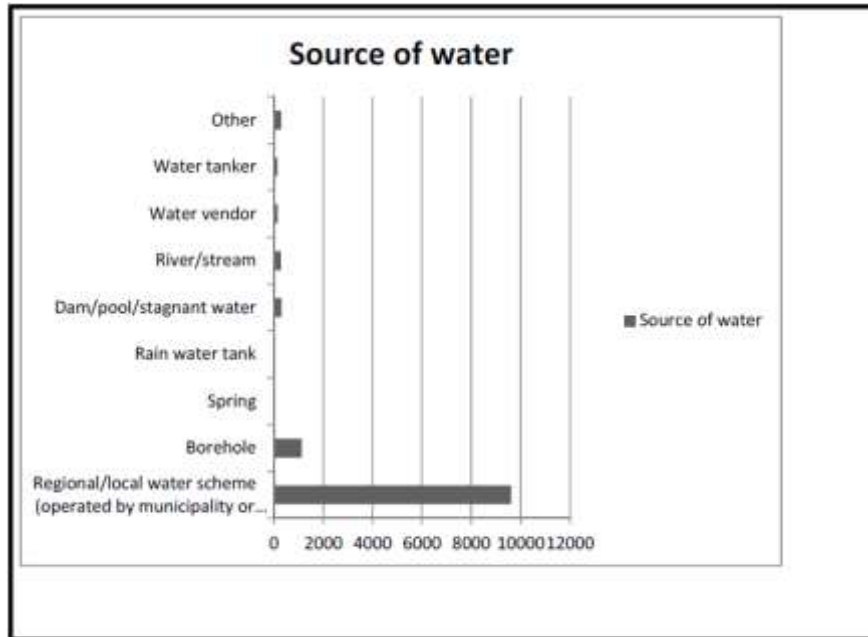 Source of water
Other
Water tanker
Water vendor
River/stream
Dam/pool/stagnant water
Rain water tank
Spring
Borehole
Regional/local water scheme
(operated by municipality or...
0 2000 4000 6000 8000 10000 12000
Source of water